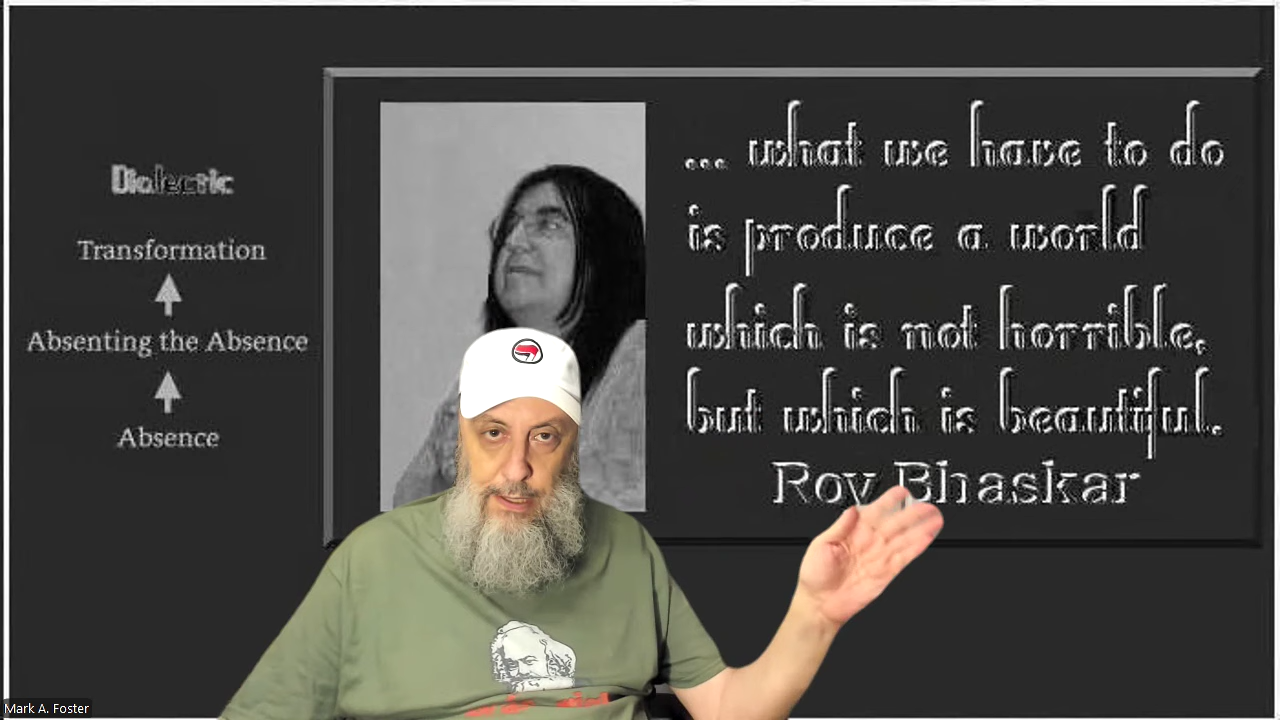 Dialectic
Transformation
Absenting the Absence
Absence
... what we have to do
is produce a world
which is not horrible,
but which is beautiful.
Roy Bhaskar
Mark A. Foster